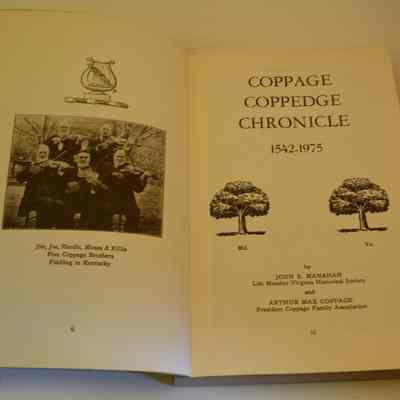 Jim, Joe, Hardin, Moses & Killis
Five Coppage Brothers
Fiddling in Kentucky
COPPAGE
COPPEDGE
CHRONICLE
1542-1975
Md.
Va.
by
JOHN E. MANAHAN
Life Member Virginia Historical Society
and
ARTHUR MAX COPPAGE
President Coppage Family Association